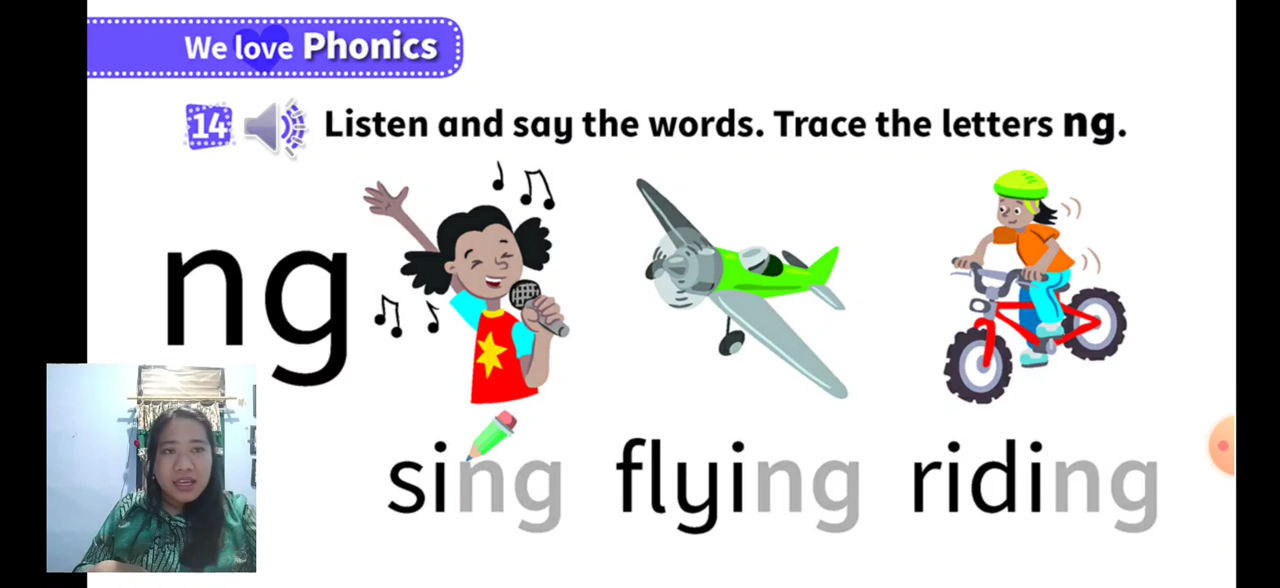 We love Phonics
14 Listen and say the words. Trace the letters ng.
ng
sing flying riding